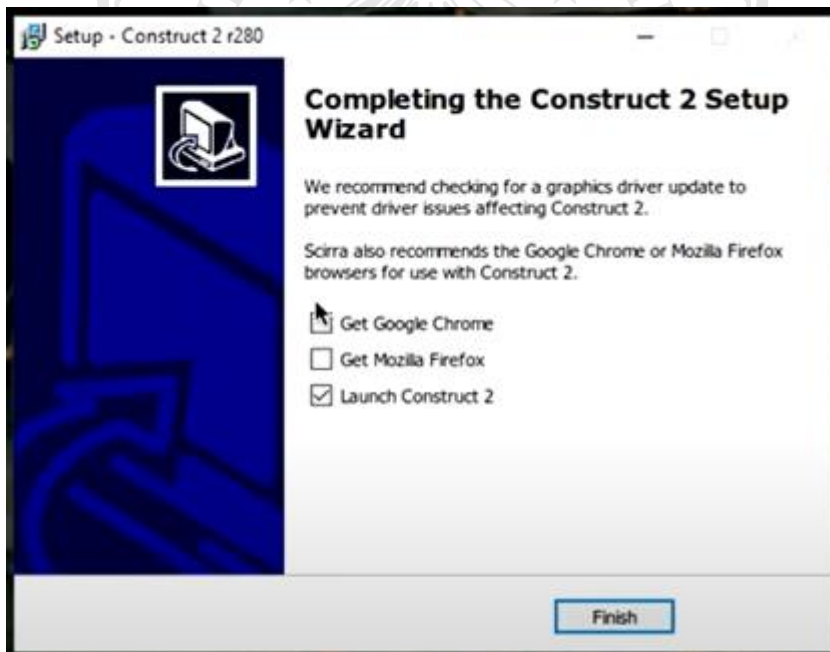 Setup - Construct 2 r280
Completing the Construct 2 Setup
Wizard
We recommend checking for a graphics driver update to
prevent driver issues affecting Construct 2.
Scirra also recommends the Google Chrome or Mozilla Firefox
browsers for use with Construct 2.
Get Google Chrome
Get Mozilla Firefox
Launch Construct 2
Finish